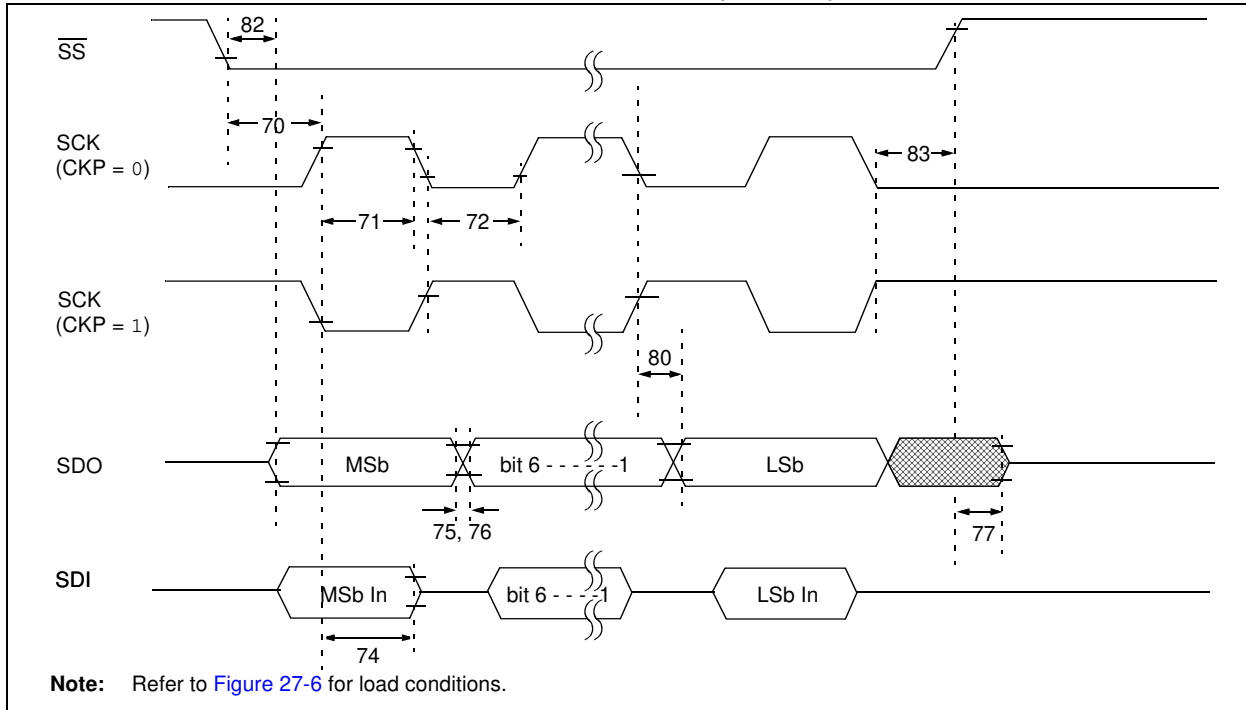 82
SS
70
SCK
(CKP = 0)
83
71
72
SCK
(CKP = 1)
80
SDO
MSb
bit 6 - - - - - -1
LSb
75, 76
77
SDI
MSb In
bit 6 - - - -1
LSb In
74
Note: Refer to Figure 27-6 for load conditions.